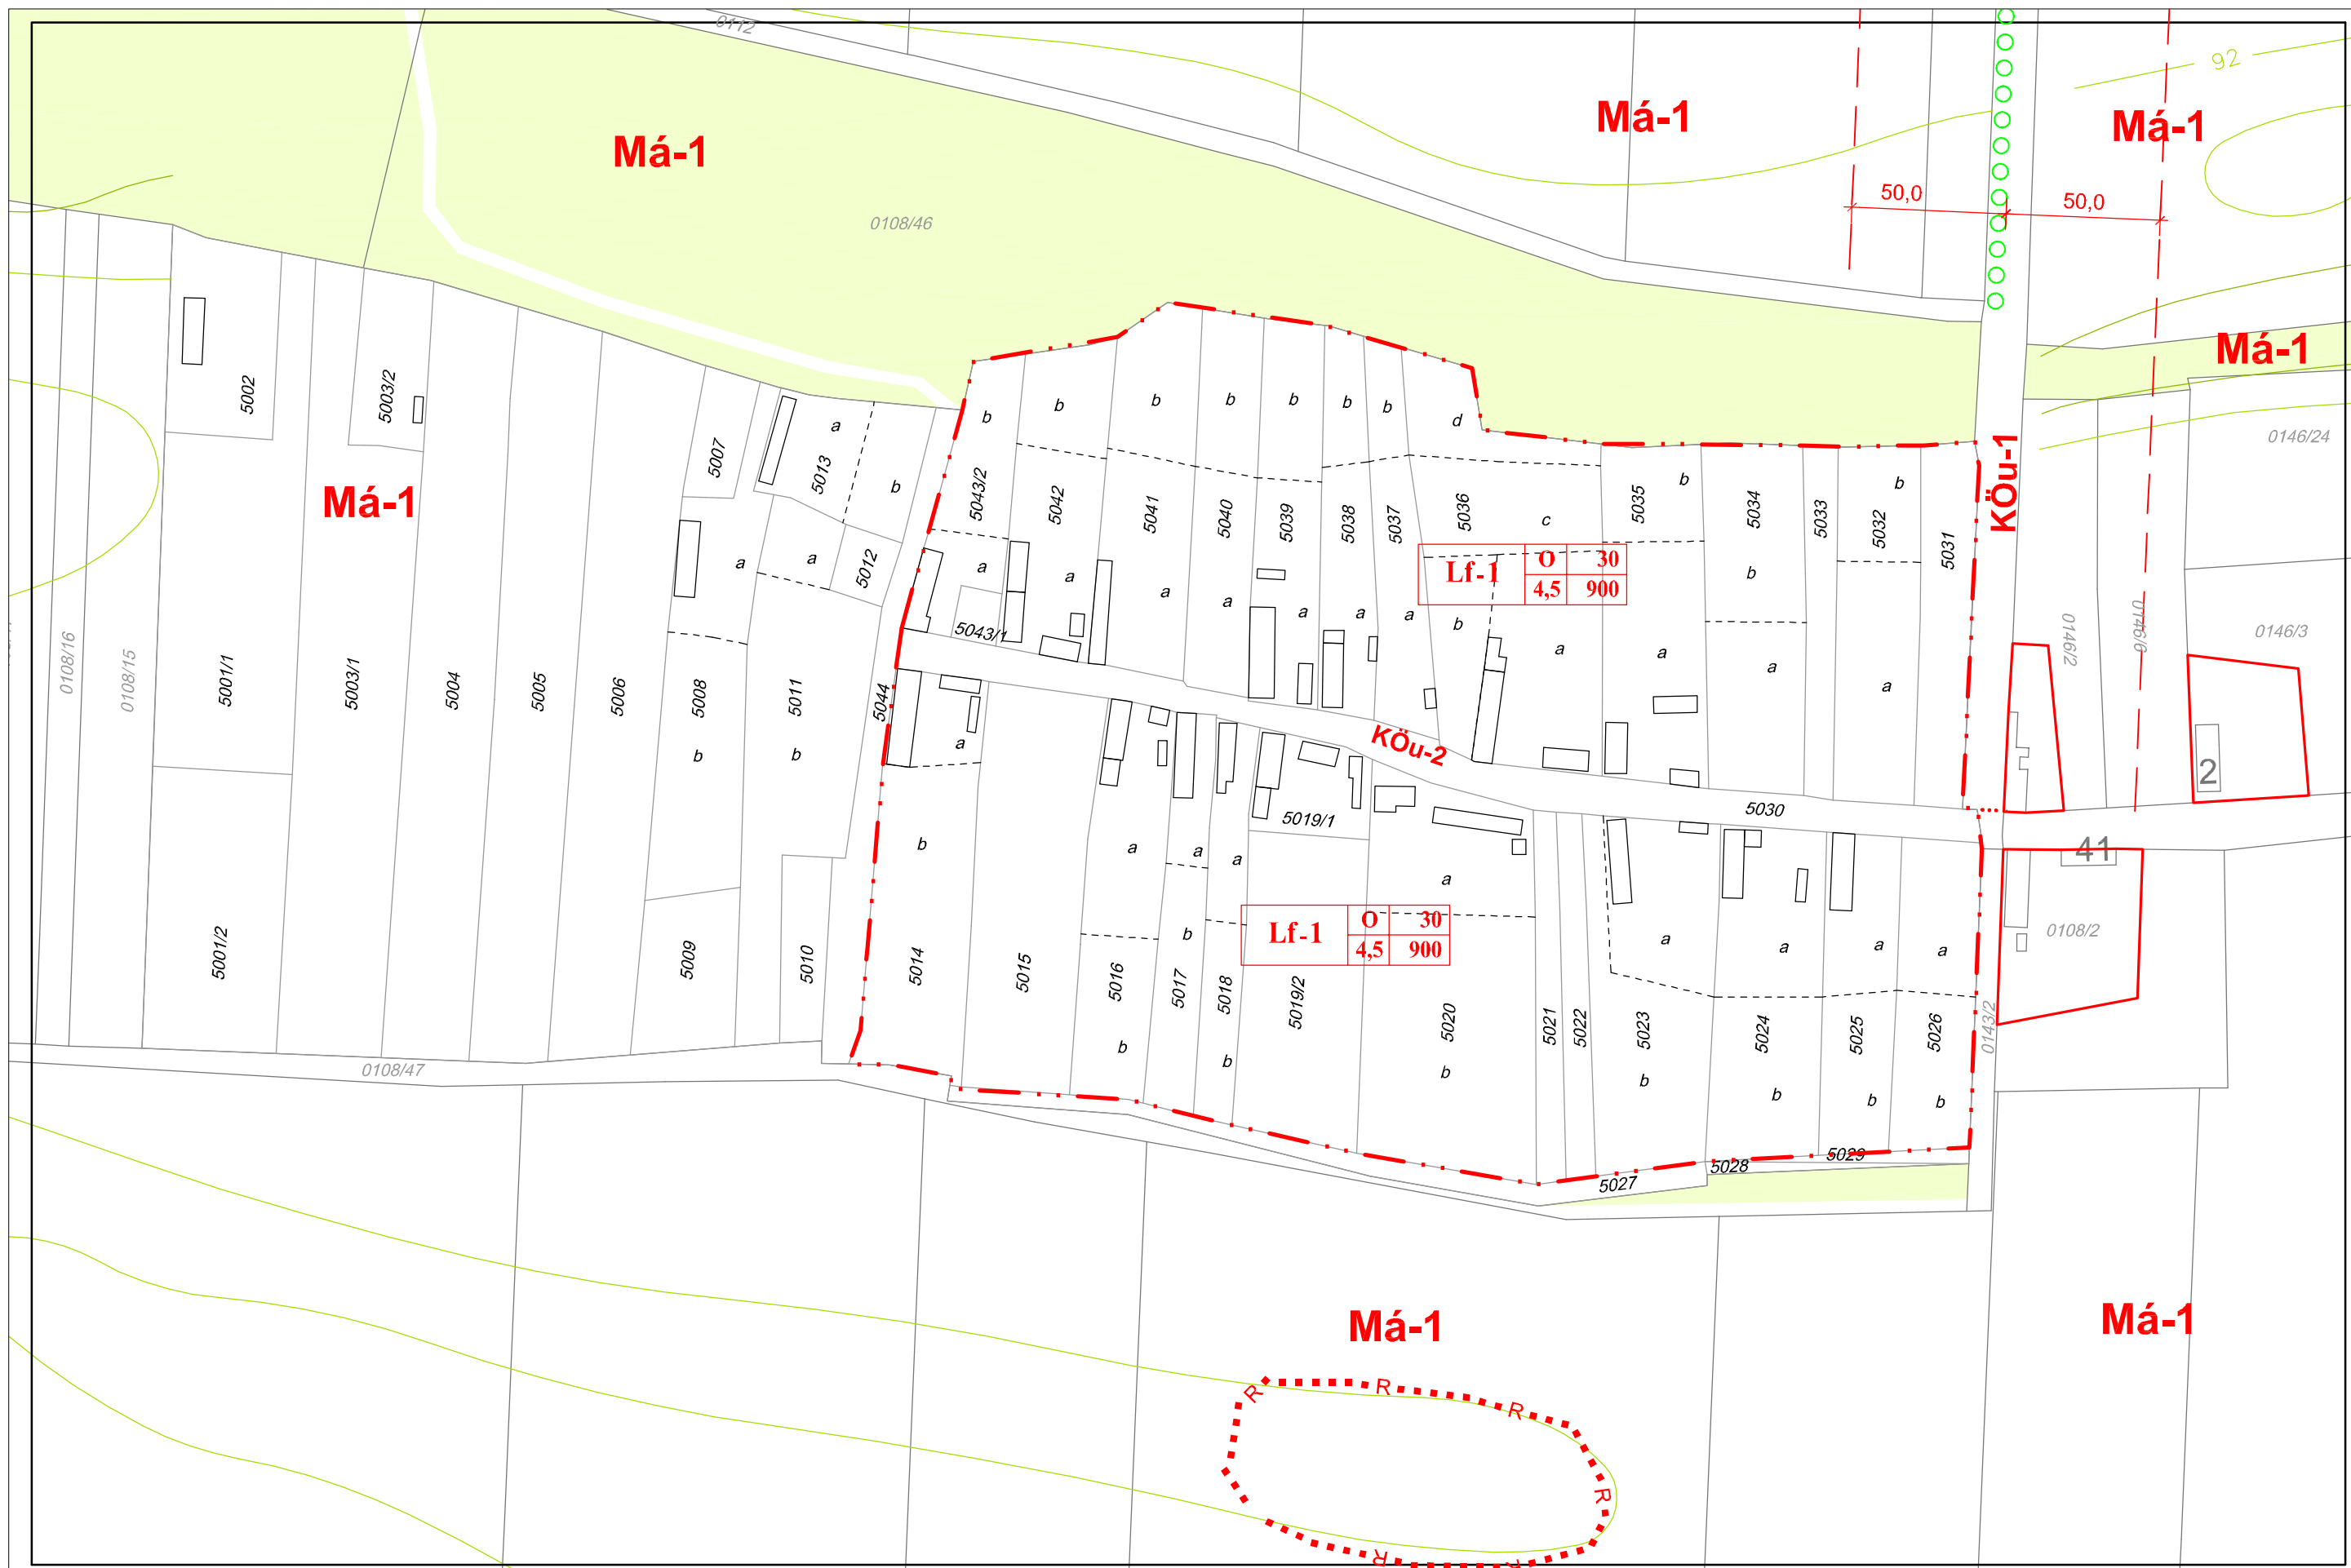 0112
92
Má-1
Má-1
Má-1
50,0
50,0
0108/46
Má-1
5002
5003/2
Má-1
5007
a
5013
b
5012
a
a
b
b
b
b
b
b
b
d
5043/2
5042
5041
5040
5039
5038
5037
5036
c
5035
b
5034
5033
b
5032
5031
KÖu-1
0146/24
0146/2
0146/6
0146/3
a
5043/1
a
a
a
a
a
a
b
Lf-1
O
30
4,5
900
b
a
a
a
a
0108/16
0108/15
5001/1
5003/1
5004
5005
5006
5008
b
5011
b
5044
a
KÖu-2
5030
2
41
5019/1
b
a
a
a
a
Lf-1
O
30
4,5
900
a
a
a
a
0108/2
5001/2
5009
5010
5014
5015
5016
b
b
5017
5018
b
5019/2
5020
b
5021
5022
5023
b
5024
b
5025
b
5026
b
0143/2
0108/47
5027
5028
5029
Má-1
Má-1
R
R
R
R
R
R